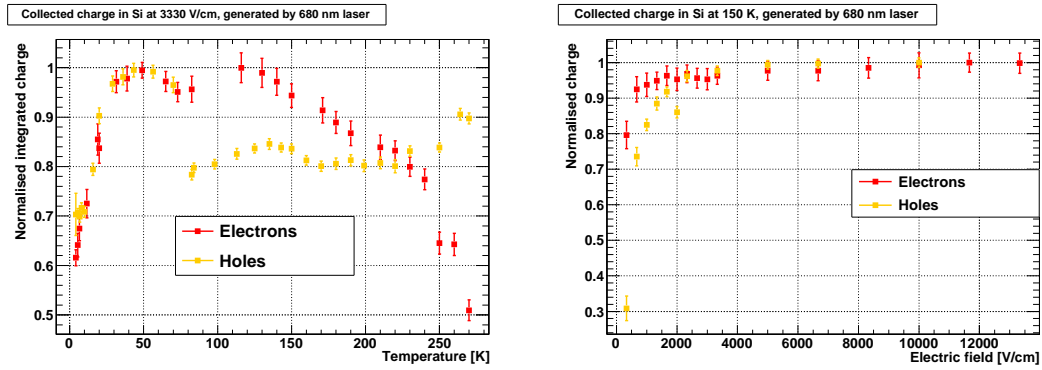 Collected charge in Si at 3330 V/cm, generated by 680 nm laser
Normalised integrated charge
1
0.9
0.8
0.7
0.6
0.5
Electrons
Holes
0 50 100 150 200 250
Temperature [K]
Collected charge in Si at 150 K, generated by 680 nm laser
Normalised charge
1
0.9
0.8
0.7
0.6
0.5
0.4
0.3
Electrons
Holes
0 2000 4000 6000 8000 10000 12000
Electric field [V/cm]